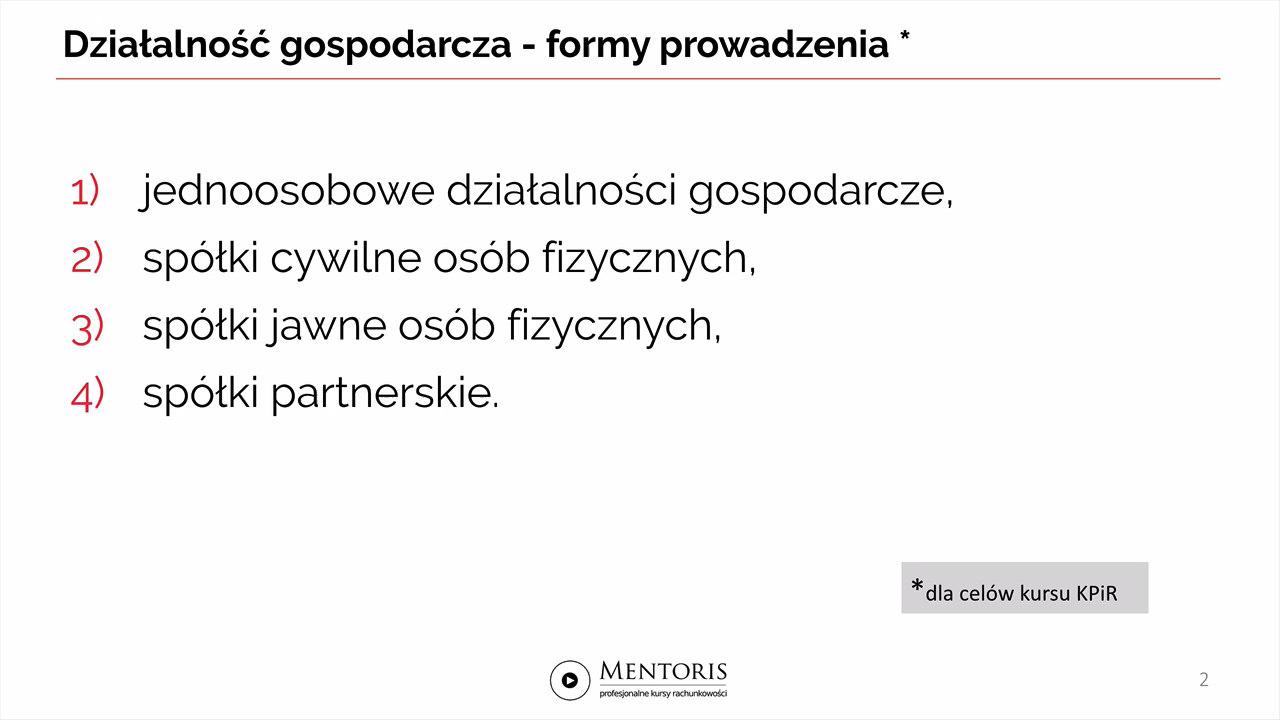 Działalność gospodarcza - formy prowadzenia *
1) jednoosobowe działalności gospodarcze,
2) spółki cywilne osób fizycznych,
3) spółki jawne osób fizycznych,
4) spółki partnerskie.
*dla celów kursu KPiR
MENTORIS
profesjonalne kursy rachunkowości
2